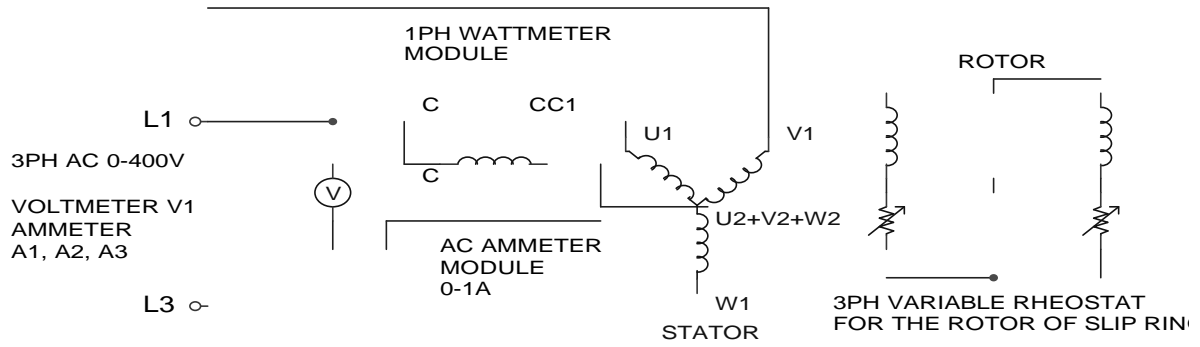 1PH WATTMETER
MODULE
ROTOR
C
CC1
L1
U1
V1
3PH AC 0-400V
C
V
VOLTMETER V1
AMMETER
A1, A2, A3
U2+V2+W2
AC AMMETER
MODULE
0-1A
L3
W1
STATOR
3PH VARIABLE RHEOSTAT
FOR THE ROTOR OF SLIP RING